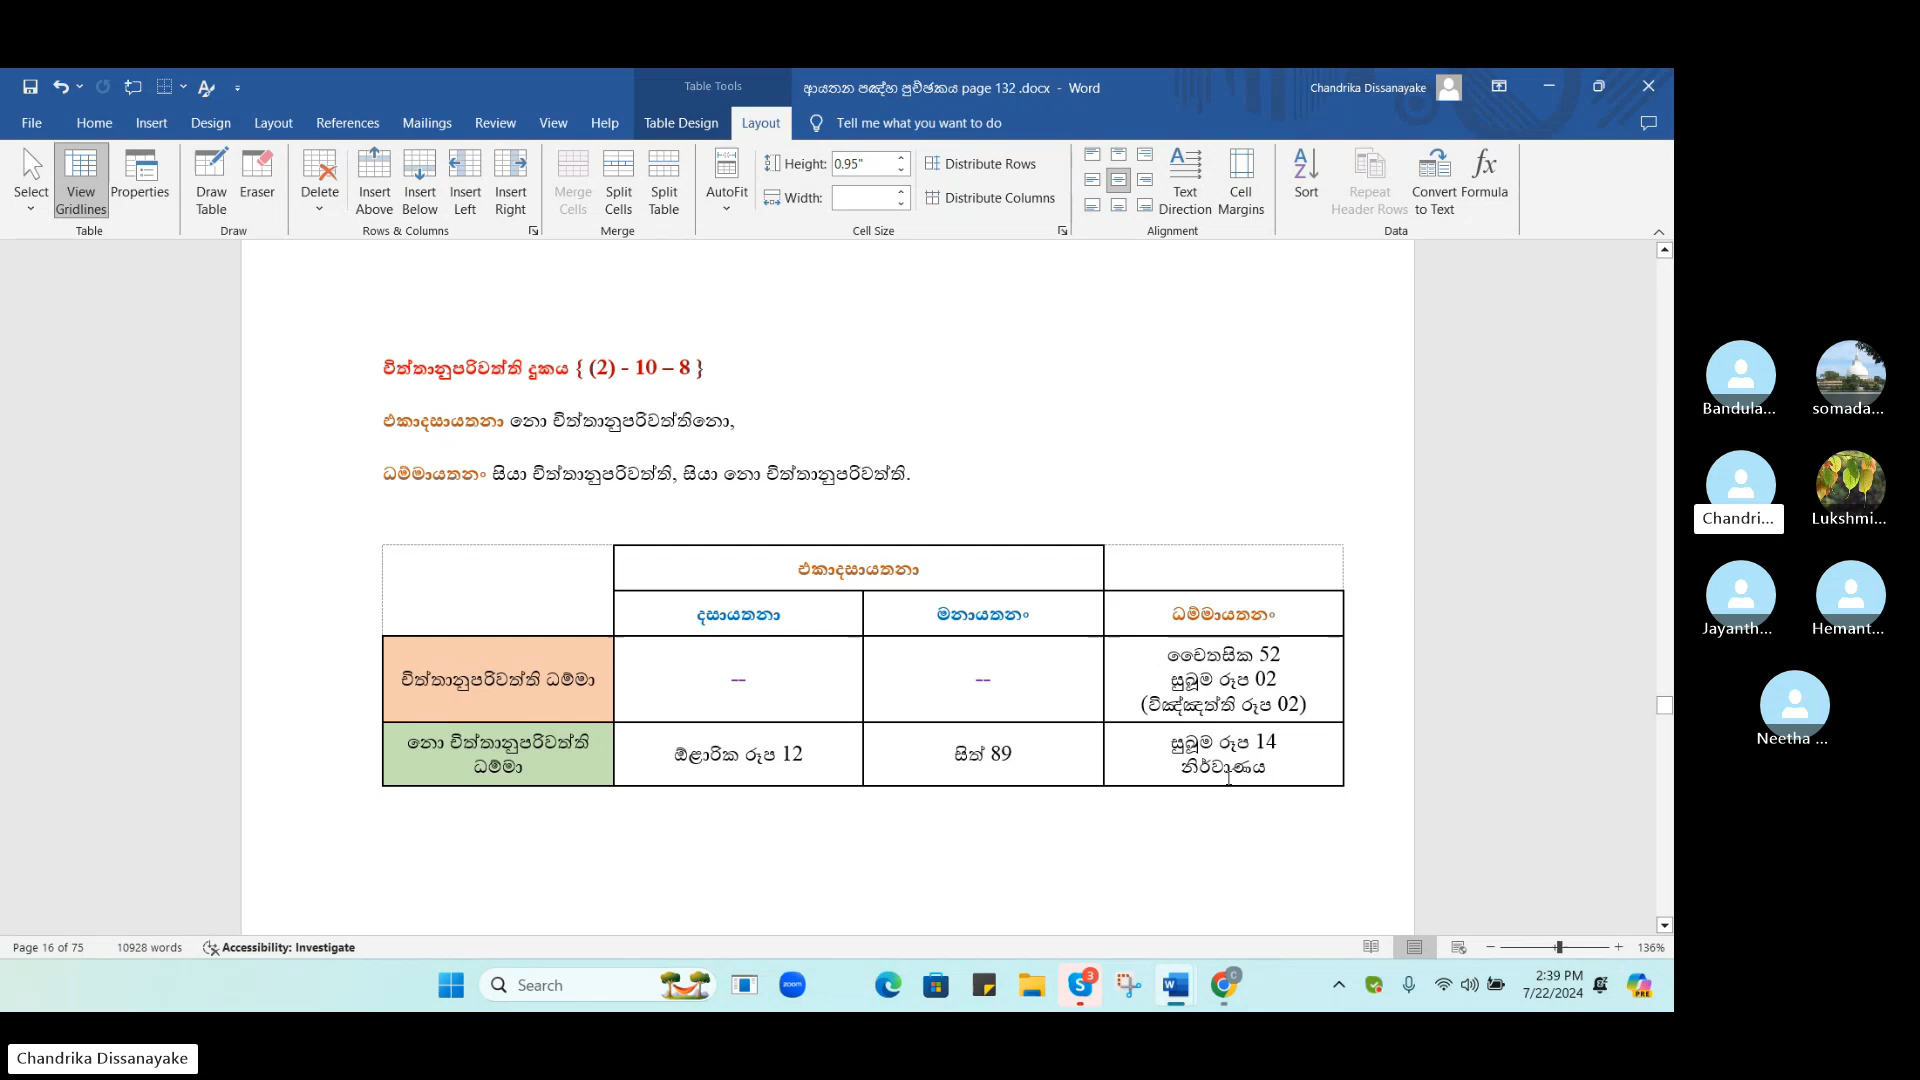 Table Tools
ආයතන පඤ්හ පුච්ඡකය page 132 .docx - Word
Chandrika Dissanayake
File Home Insert Design Layout References Mailings Review View Help Table Design Layout Tell me what you want to do
Select View Gridlines Properties Draw Table Eraser Delete Insert Above Insert Below Insert Left Insert Right Merge Cells Split Cells Split Table AutoFit Height: 0.95" Distribute Rows
Width: Distribute Columns
Text Direction Cell Margins Sort Repeat Header Rows Convert to Text Formula
Table Draw Rows & Columns Merge Cell Size Alignment Data
චිත්තානුපරිවත්ති දුකය { (2) - 10 – 8 }
එකාදසායතනා නො චිත්තානුපරිවත්තිනො,
ධම්මායතනං සියා චිත්තානුපරිවත්ති, සියා නො චිත්තානුපරිවත්ති.
එකාදසායතනා
දසායතනා මනායතනං ධම්මායතනං
චිත්තානුපරිවත්ති ධම්මා -- -- චෛතසික 52
සුඛූම රූප 02
(විඤ්ඤත්ති රූප 02)
නො චිත්තානුපරිවත්ති
ධම්මා
ඕළාරික රූප 12 සිත් 89 සුඛූම රූප 14
නිර්වාණය
Bandula... somada...
Chandri... Lukshmi...
Jayanth... Hemant...
Neetha ...
Page 16 of 75 10928 words Accessibility: Investigate 136%
Search zoom 3 2:39 PM
7/22/2024
Chandrika Dissanayake